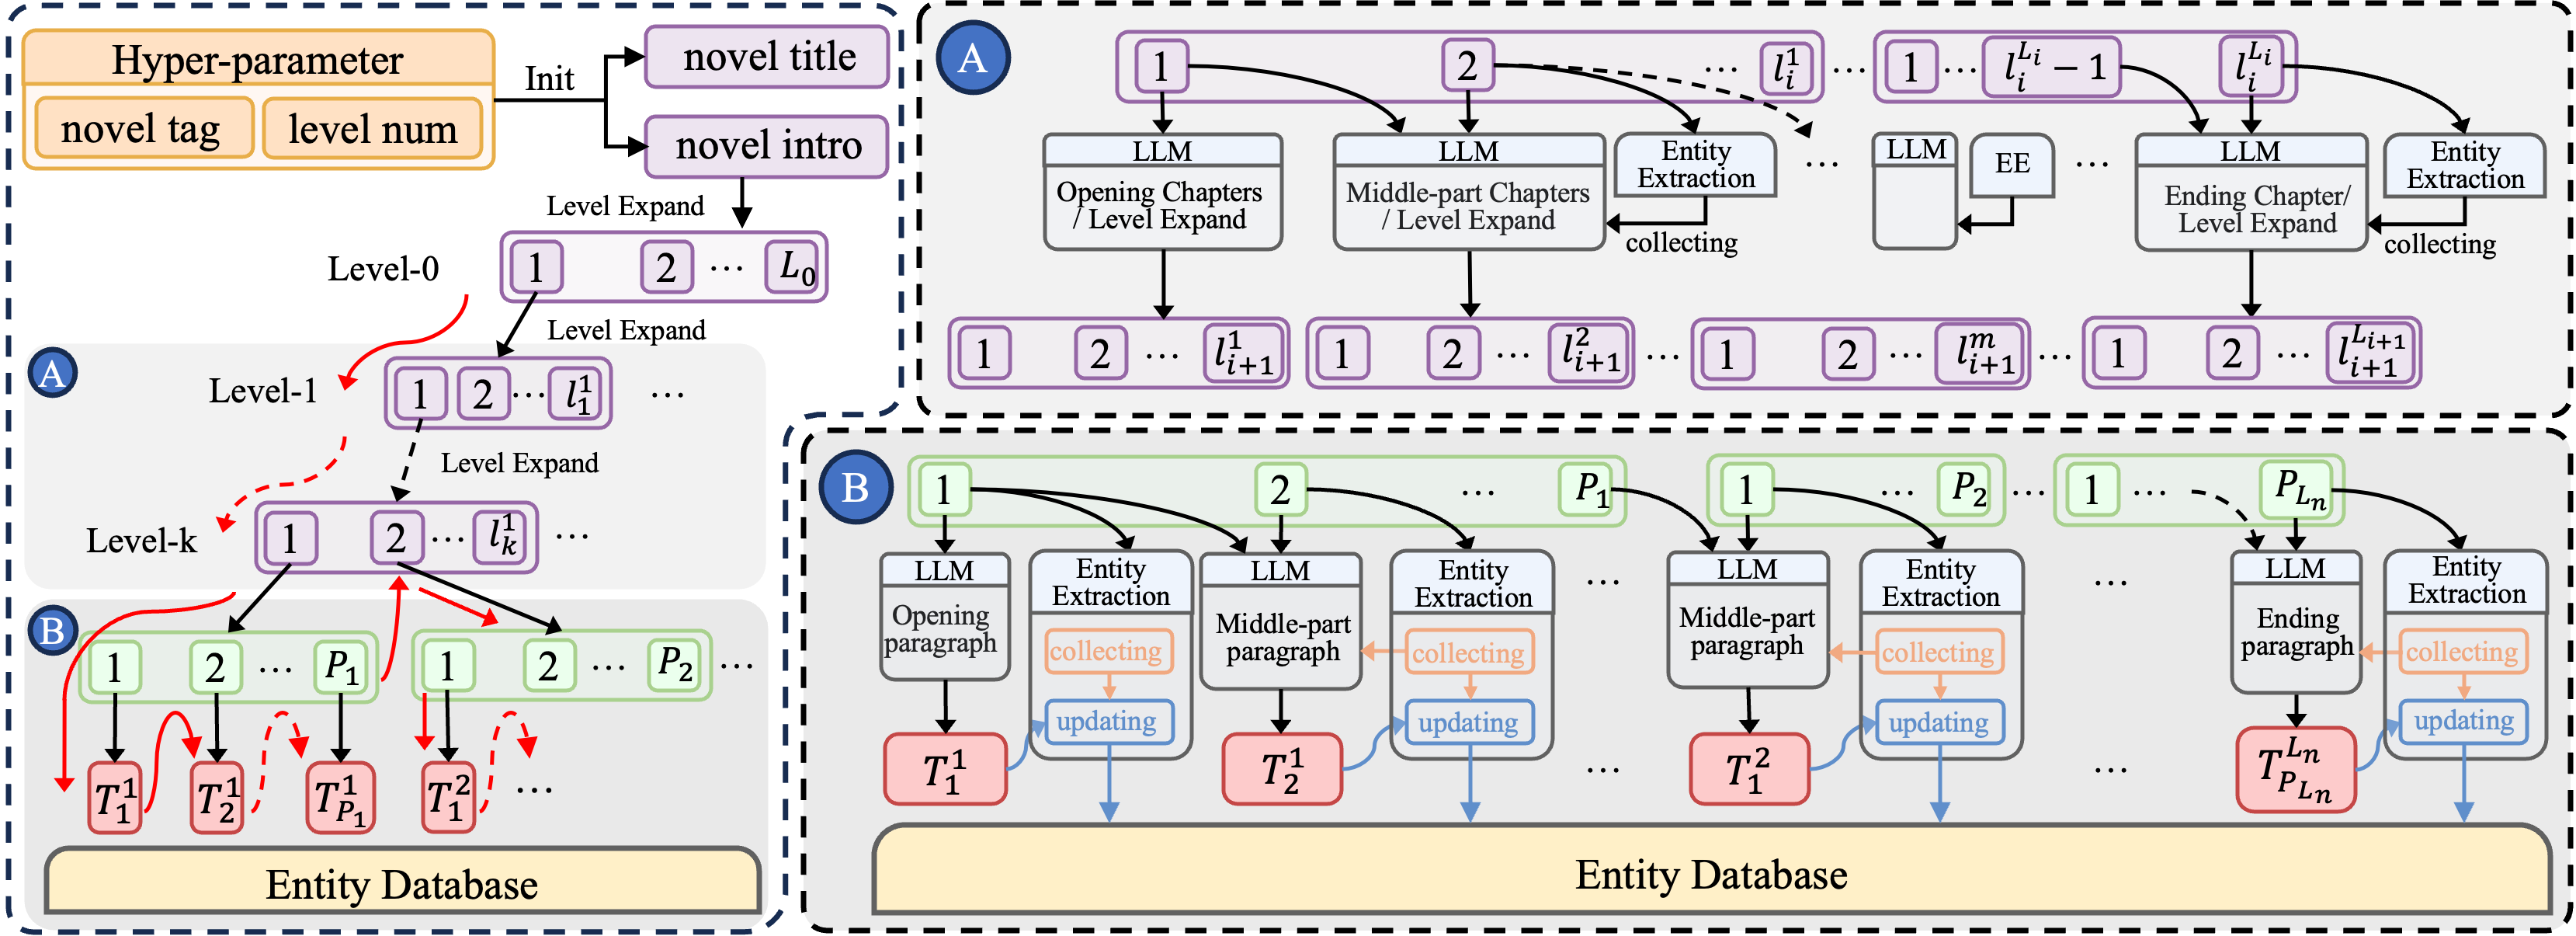 Hyper-parameter
novel tag
level num
Init
novel title
novel intro
Level Expand
Level-0
1 2 ... L_0
Level Expand
A
Level-1
1 2 ... l_1^1 ...
Level Expand
Level-k
1 2 ... l_k^1 ...
B
1 2 ... P_1
1 2 ... P_2 ...
T_1^1 T_2^1 T_{P_1}^1 T_1^2 ...
Entity Database
A
1 2 ... l_i^1 ... 1 ... l_i^{L_i} − 1 l_i^{L_i}
LLM
Opening Chapters
/ Level Expand
LLM
Middle-part Chapters
/ Level Expand
Entity
Extraction
collecting
...
LLM
EE
...
LLM
Ending Chapter/
Level Expand
Entity
Extraction
collecting
1 2 ... l_{i+1}^1
1 2 ... l_{i+1}^2 ...
1 2 ... l_{i+1}^m ...
1 2 ... l_{i+1}^{L_{i+1}}
B
1 2 ... P_1
1 ... P_2 ...
1 ... P_{L_n}
LLM
Opening
paragraph
Entity
Extraction
collecting
updating
LLM
Middle-part
paragraph
Entity
Extraction
collecting
updating
...
LLM
Middle-part
paragraph
Entity
Extraction
collecting
updating
...
LLM
Ending
paragraph
Entity
Extraction
collecting
updating
T_1^1 T_2^1 ... T_1^2 ... T_{P_{L_n}}^{L_n}
Entity Database